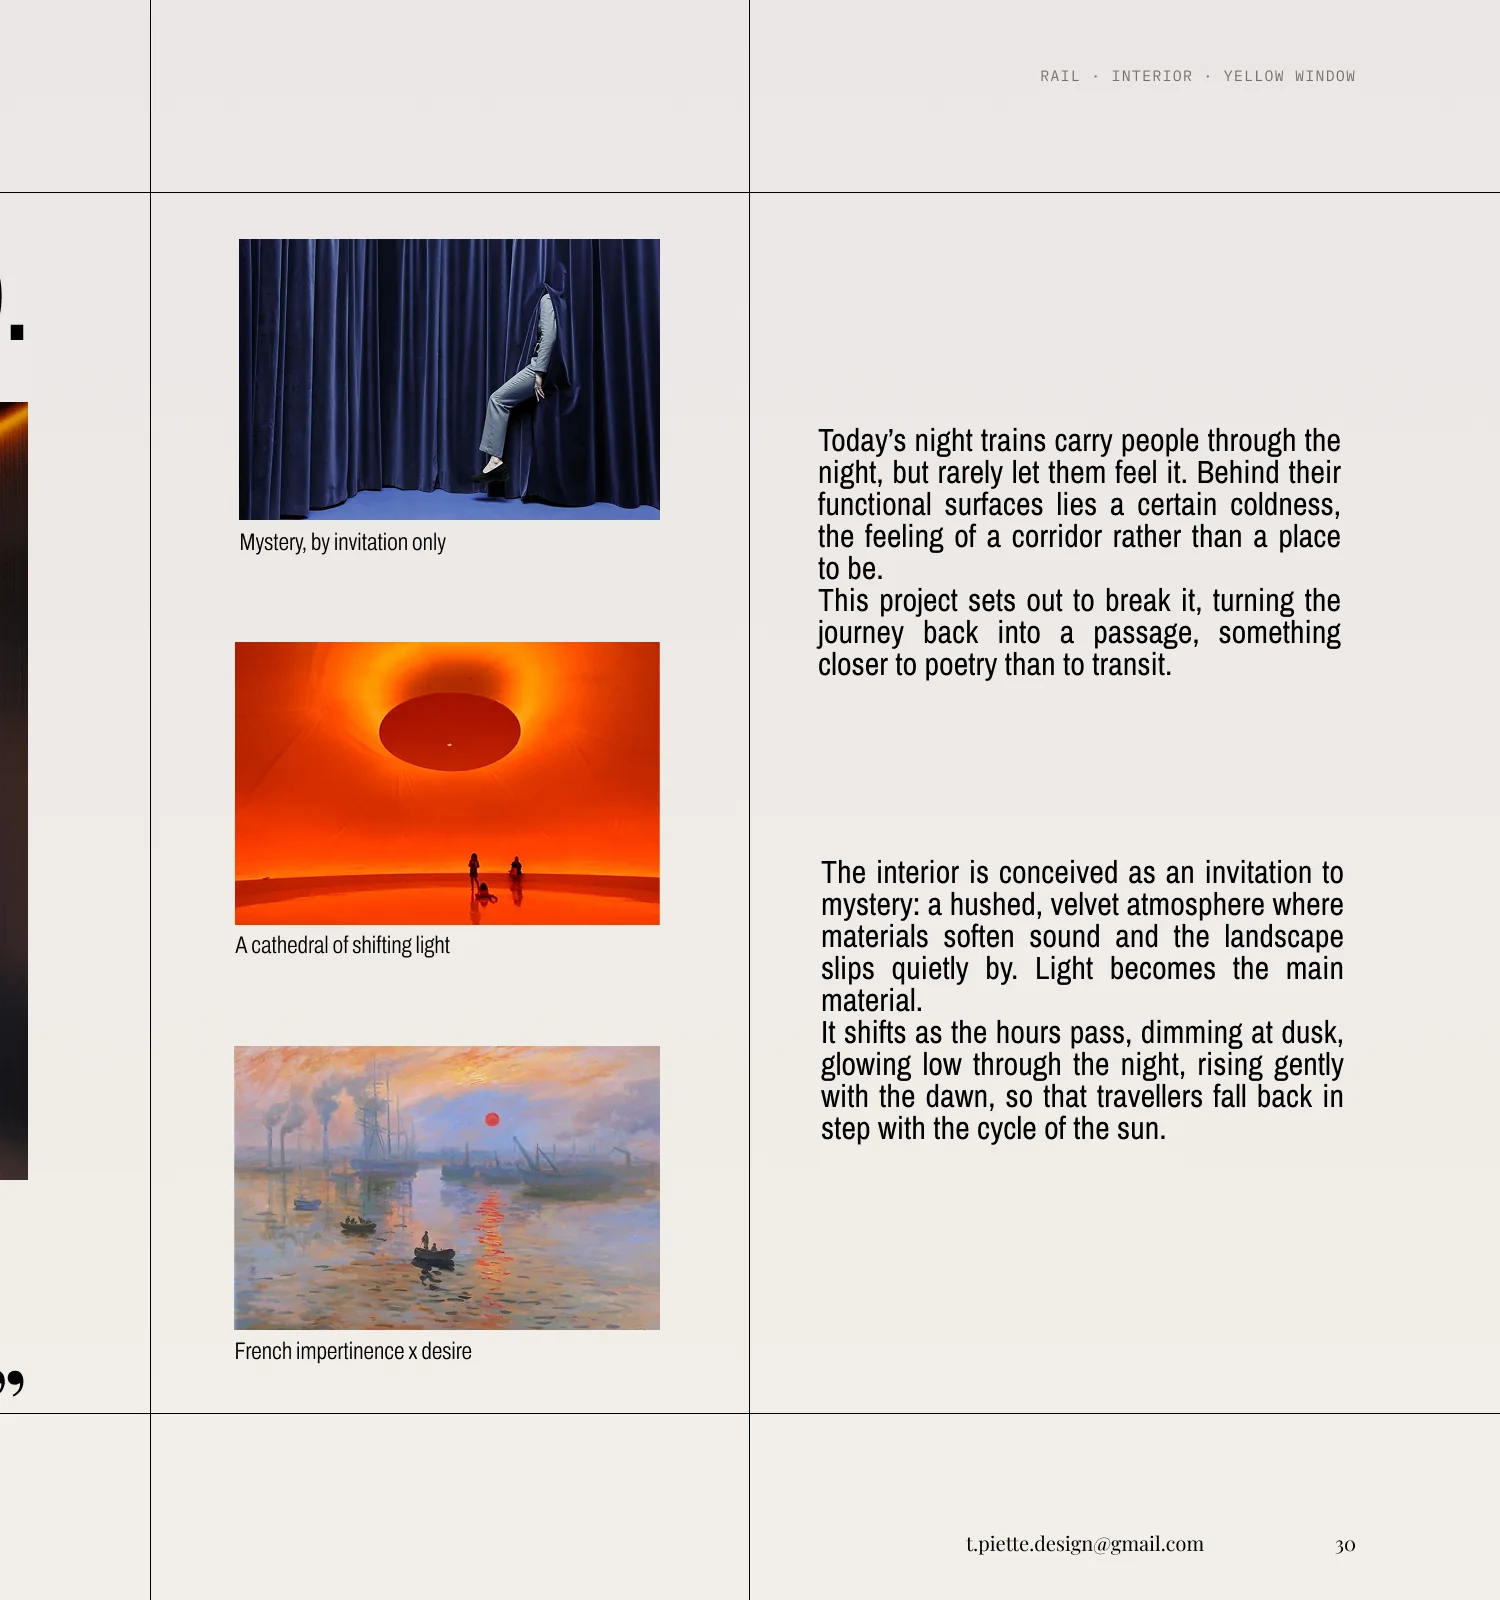 RAIL · INTERIOR · YELLOW WINDOW
.
Mystery, by invitation only
A cathedral of shifting light
French impertinence x desire
”
Today’s night trains carry people through the
night, but rarely let them feel it. Behind their
functional surfaces lies a certain coldness,
the feeling of a corridor rather than a place
to be.
This project sets out to break it, turning the
journey back into a passage, something
closer to poetry than to transit.
The interior is conceived as an invitation to
mystery: a hushed, velvet atmosphere where
materials soften sound and the landscape
slips quietly by. Light becomes the main
material.
It shifts as the hours pass, dimming at dusk,
glowing low through the night, rising gently
with the dawn, so that travellers fall back in
step with the cycle of the sun.
t.piette.design@gmail.com
30